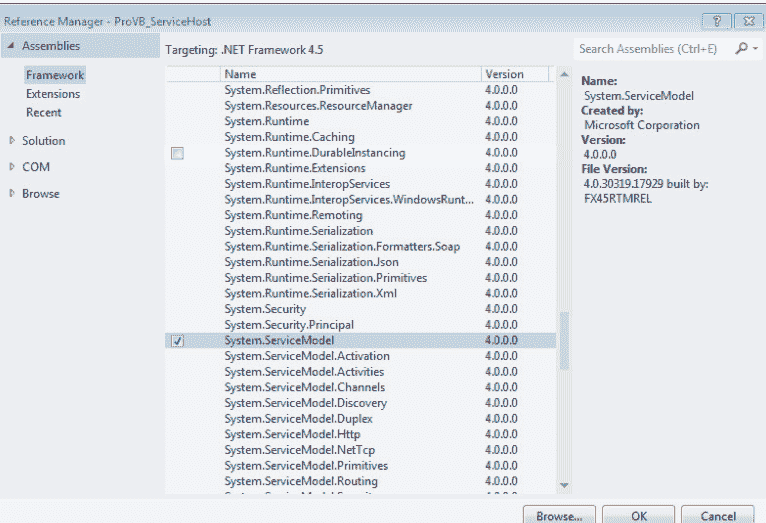 Reference Manager - ProVB_ServiceHost
Assemblies
Framework
Extensions
Recent
Solution
COM
Browse
Targeting: .NET Framework 4.5
Search Assemblies (Ctrl+E)
Name Version
System.Reflection.Primitives 4.0.0.0
System.Resources.ResourceManager 4.0.0.0
System.Runtime 4.0.0.0
System.Runtime.Caching 4.0.0.0
System.Runtime.DurableInstancing 4.0.0.0
System.Runtime.Extensions 4.0.0.0
System.Runtime.InteropServices 4.0.0.0
System.Runtime.InteropServices.WindowsRunt... 4.0.0.0
System.Runtime.Remoting 4.0.0.0
System.Runtime.Serialization 4.0.0.0
System.Runtime.Serialization.Formatters.Soap 4.0.0.0
System.Runtime.Serialization.Json 4.0.0.0
System.Runtime.Serialization.Primitives 4.0.0.0
System.Runtime.Serialization.Xml 4.0.0.0
System.Security 4.0.0.0
System.Security.Principal 4.0.0.0
System.ServiceModel 4.0.0.0
System.ServiceModel.Activation 4.0.0.0
System.ServiceModel.Activities 4.0.0.0
System.ServiceModel.Channels 4.0.0.0
System.ServiceModel.Discovery 4.0.0.0
System.ServiceModel.Duplex 4.0.0.0
System.ServiceModel.Http 4.0.0.0
System.ServiceModel.NetTcp 4.0.0.0
System.ServiceModel.Primitives 4.0.0.0
System.ServiceModel.Routing 4.0.0.0
Name:
System.ServiceModel
Created by:
Microsoft Corporation
Version:
4.0.0.0
File Version:
4.0.30319.17929 built by:
FX45RTMREL
Browse... OK Cancel